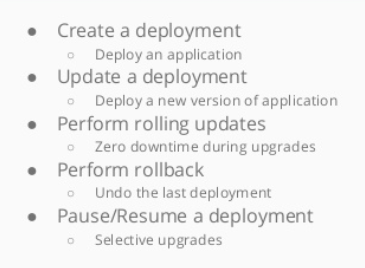 ● Create a deployment
○ Deploy an application
● Update a deployment
○ Deploy a new version of application
● Perform rolling updates
○ Zero downtime during upgrades
● Perform rollback
○ Undo the last deployment
● Pause/Resume a deployment
○ Selective upgrades